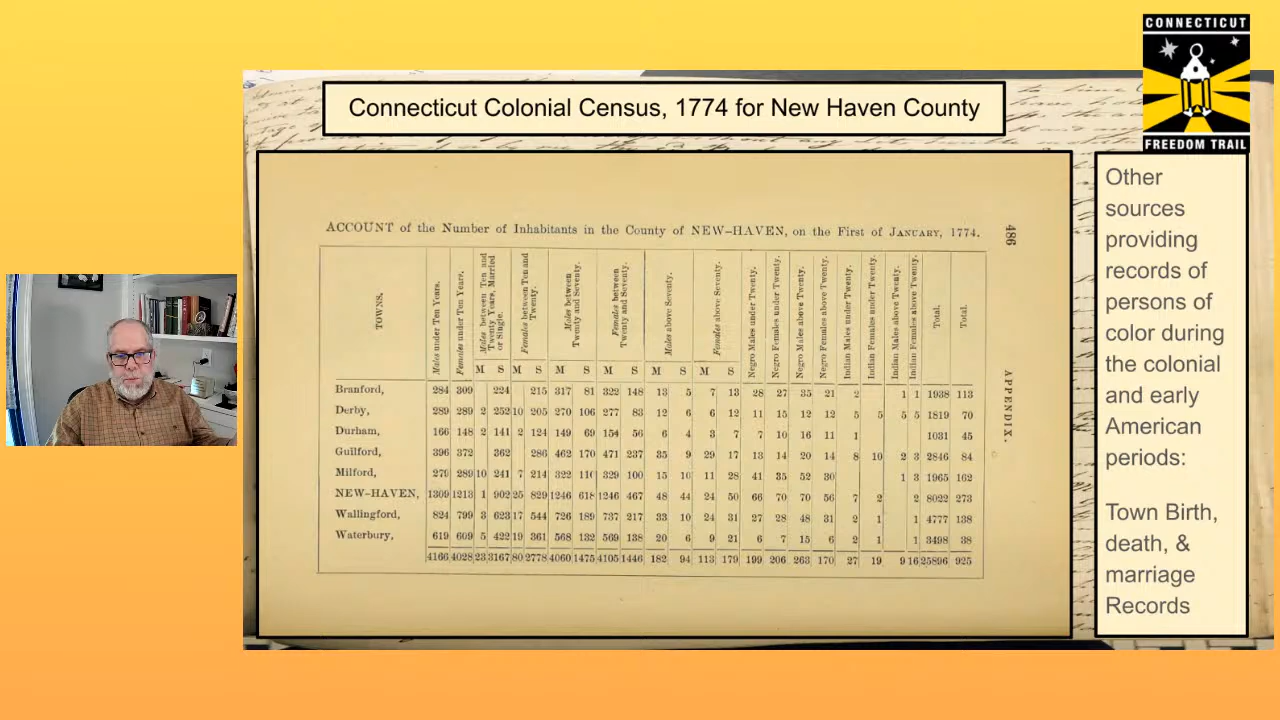 CONNECTICUT
FREEDOM TRAIL
Connecticut Colonial Census, 1774 for New Haven County
ACCOUNT of the Number of Inhabitants in the County of NEW-HAVEN, on the First of JANUARY, 1774.
486
APPENDIX.
TOWNS.
Males under Ten Years.
Females under Ten Years.
Males between Ten and Twenty Years, Married or Single.
Females between Ten and Twenty.
Males between Twenty and Seventy.
Females between Twenty and Seventy.
Males above Seventy.
Females above Seventy.
Negro Males under Twenty.
Negro Females under Twenty.
Negro Males above Twenty.
Negro Females above Twenty.
Indian Males under Twenty.
Indian Females under Twenty.
Indian Males above Twenty.
Indian Females above Twenty.
Total.
Total.
M S M S M S M S M S
Branford, 284 309 224 215 317 81 322 148 13 5 7 13 28 27 35 21 2 1 1 1938 113
Derby, 289 289 2 252 10 205 270 106 277 83 12 6 6 12 11 15 12 12 5 5 5 5 1819 70
Durham, 166 148 2 141 2 124 149 69 154 56 6 4 3 7 7 10 16 11 1 1031 45
Guilford, 396 372 362 286 462 170 471 237 35 9 29 17 13 14 20 14 8 10 2 3 2846 84
Milford, 279 289 10 241 7 214 322 110 329 100 15 10 11 28 41 35 52 30 1 3 1965 162
NEW-HAVEN, 1309 1213 1 902 25 829 1246 618 1246 467 48 44 24 50 66 70 70 56 7 2 2 8022 273
Wallingford, 824 799 3 623 17 544 726 189 737 217 33 10 24 31 27 28 48 31 2 1 1 4777 138
Waterbury, 619 609 5 422 19 361 568 132 569 138 20 6 9 21 6 7 15 6 2 1 1 3498 38
4166 4028 23 3167 80 2778 4060 1475 4105 1446 182 94 113 179 199 206 263 170 27 19 9 16 25896 925
Other
sources
providing
records of
persons of
color during
the colonial
and early
American
periods:
Town Birth,
death, &
marriage
Records